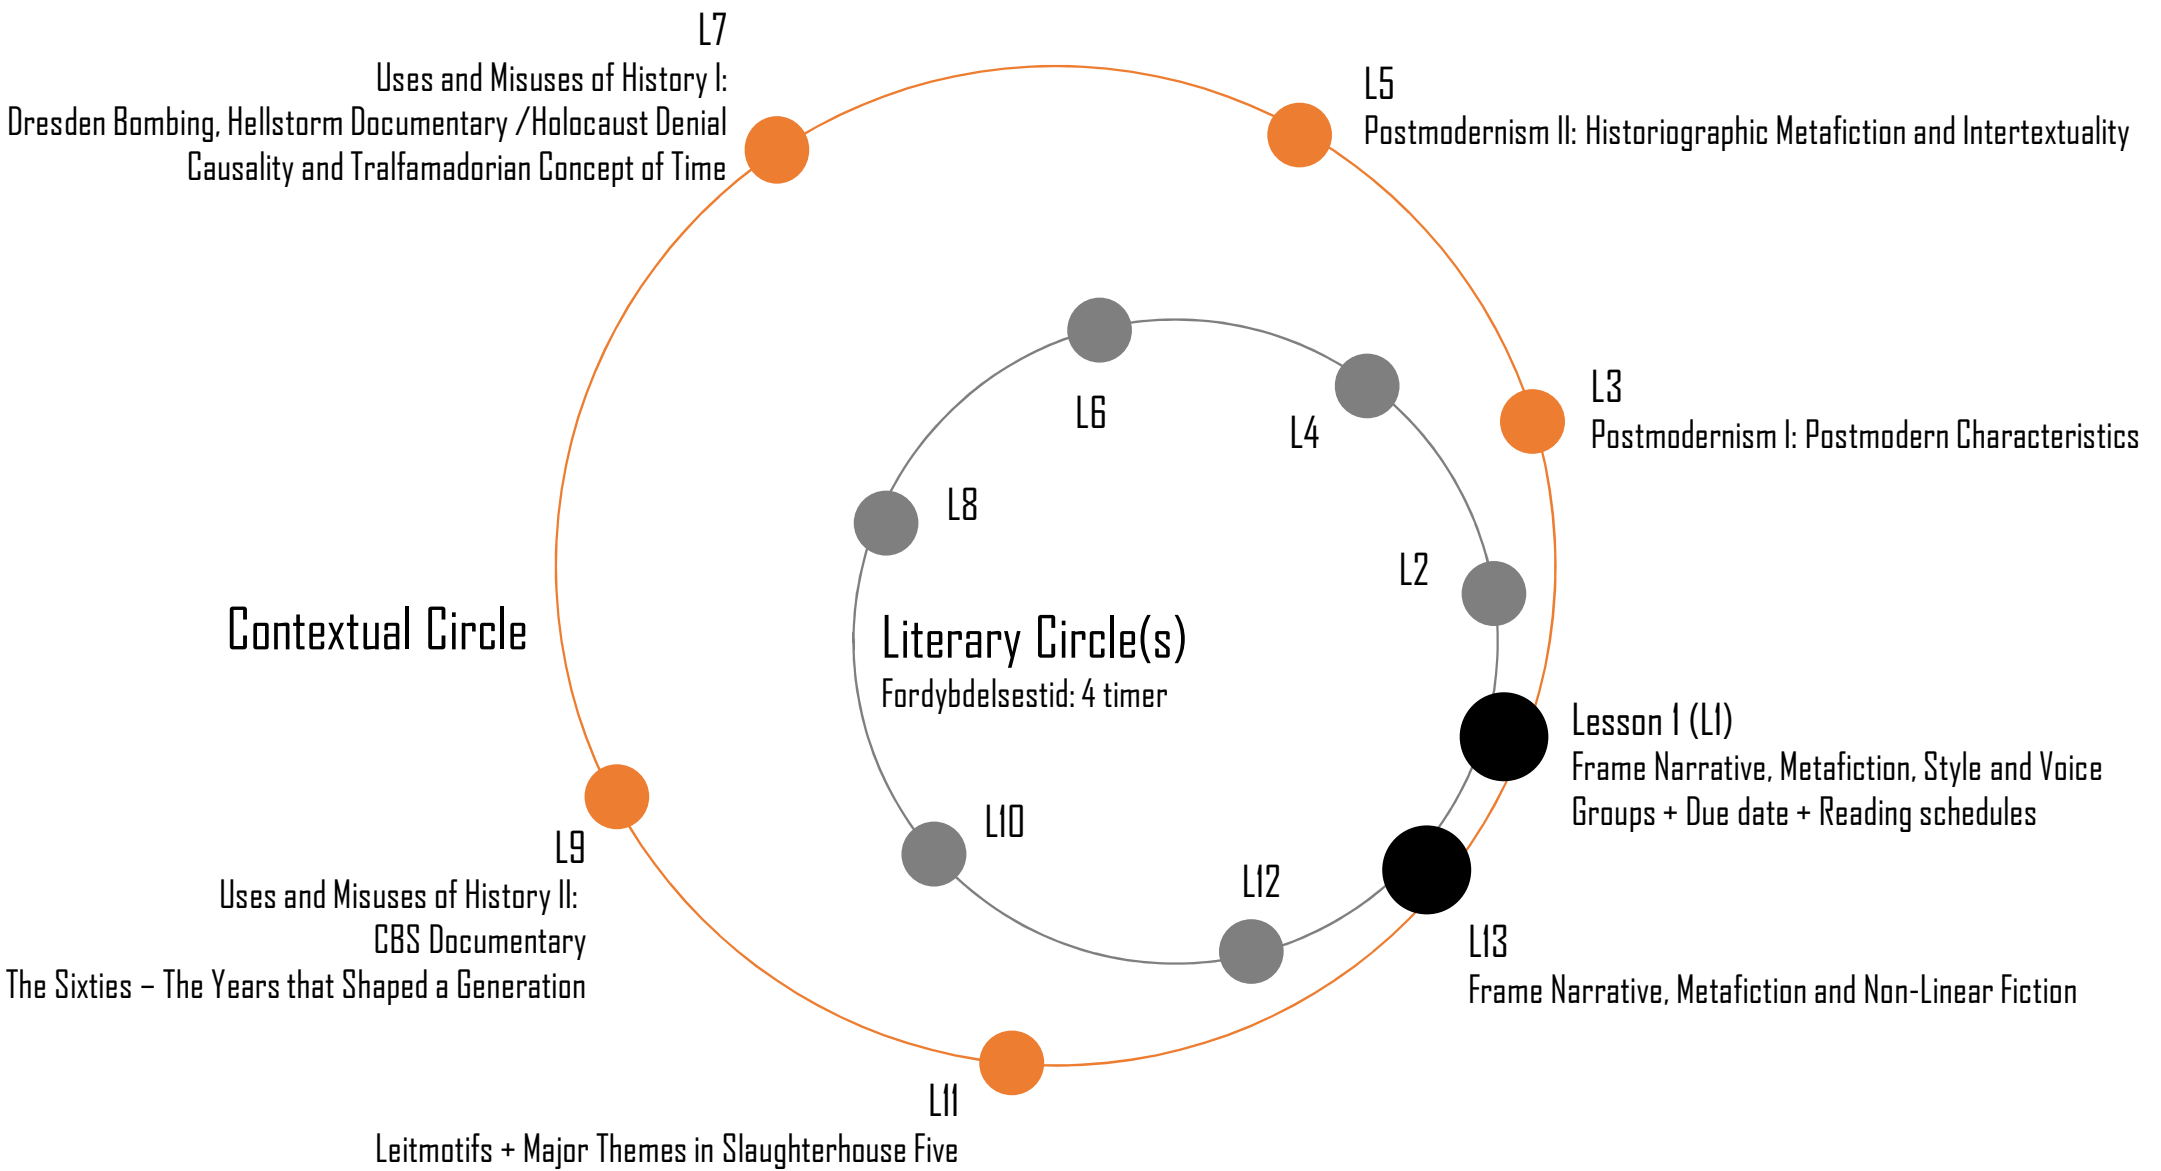 L7
Uses and Misuses of History I:
Dresden Bombing, Hellstorm Documentary /Holocaust Denial
Causality and Tralfamadorian Concept of Time
L5
Postmodernism II: Historiographic Metafiction and Intertextuality
L3
Postmodernism I: Postmodern Characteristics
L6
L4
L8
L2
Contextual Circle
Literary Circle(s)
Fordybdelsestid: 4 timer
Lesson 1 (L1)
Frame Narrative, Metafiction, Style and Voice
Groups + Due date + Reading schedules
L10
L12
L9
Uses and Misuses of History II:
CBS Documentary
The Sixties – The Years that Shaped a Generation
L13
Frame Narrative, Metafiction and Non-Linear Fiction
L11
Leitmotifs + Major Themes in Slaughterhouse Five